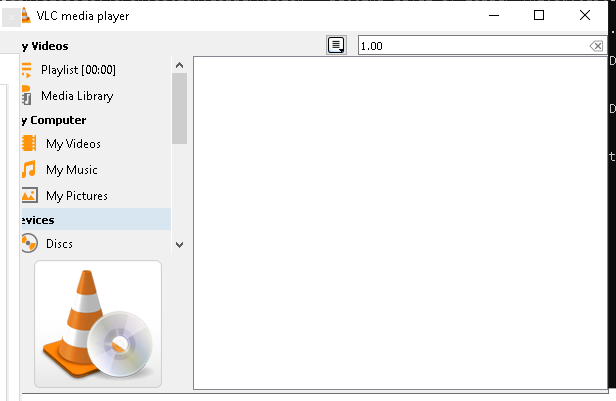 VLC media player
y Videos
1.00
Playlist [00:00]
Media Library
y Computer
My Videos
My Music
My Pictures
evices
Discs
.
D
D
t